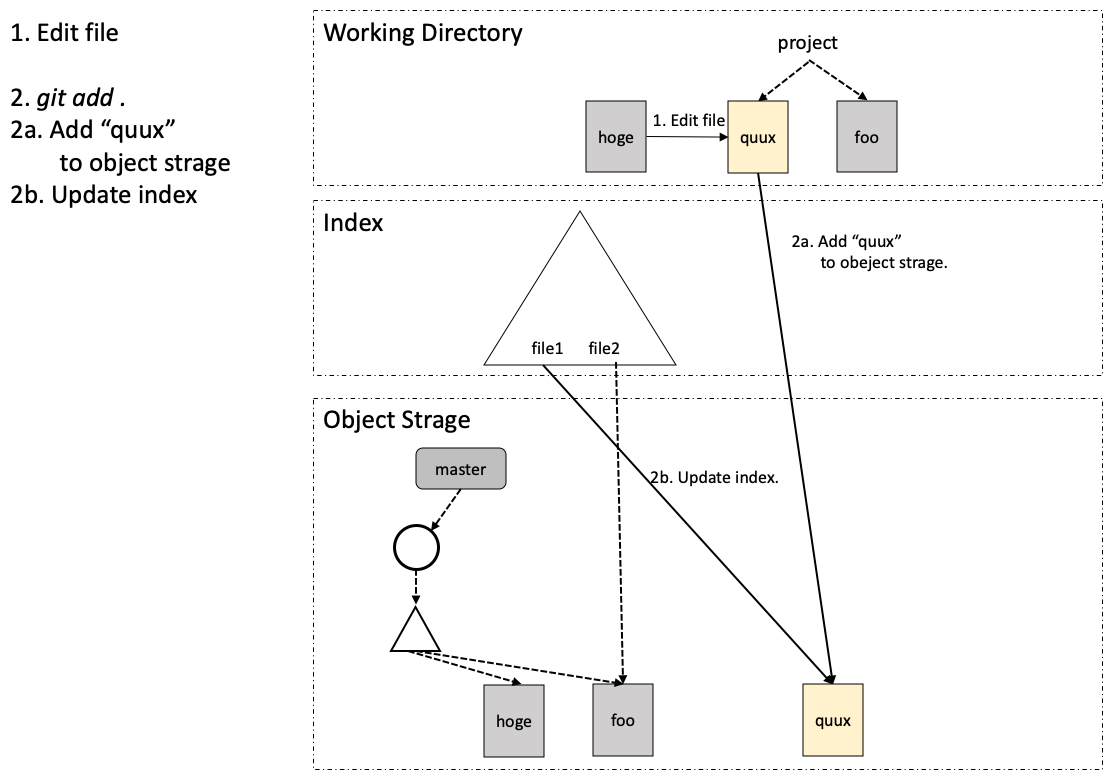 1. Edit file
2. git add .
2a. Add “quux”
to object strage
2b. Update index
Working Directory
project
hoge
1. Edit file
quux
foo
Index
2a. Add “quux”
to obeject strage.
file1
file2
Object Strage
master
2b. Update index.
hoge
foo
quux